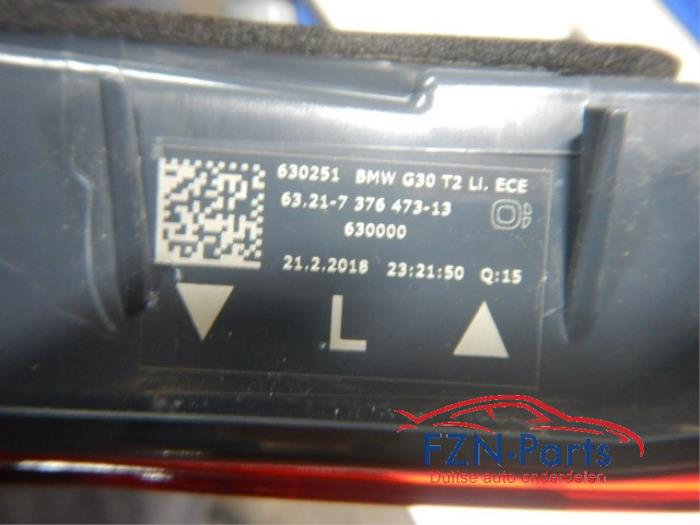 630251 BMW G30 T2 Li. ECE
63.21-7 376 473-13
630000
21.2.2018 23:21:50 Q:15
L
FZN-Parts
Duitse auto onderdelen